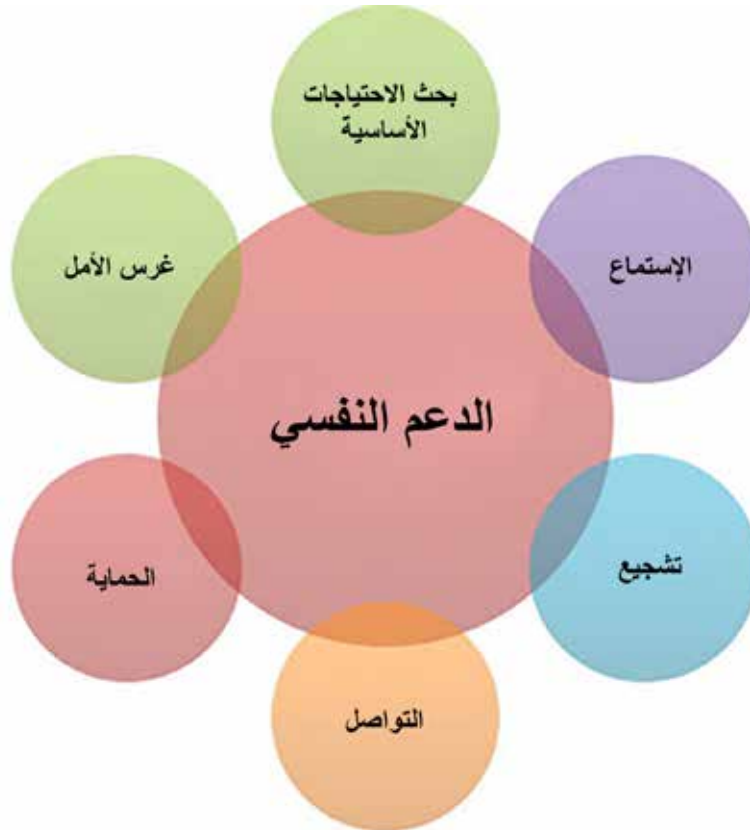 بحث الاحتياجات
الأساسية
الإستماع
غرس الأمل
الدعم النفسي
تشجيع
الحماية
التواصل